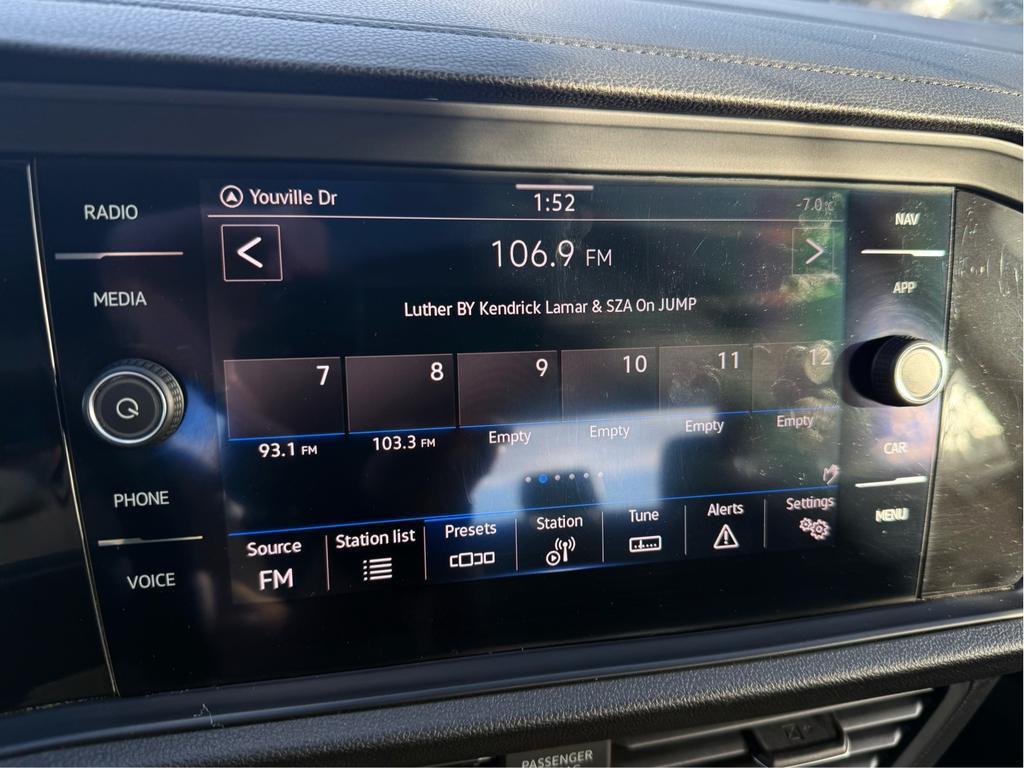 RADIO
MEDIA
PHONE
VOICE
Youville Dr
1:52
-7.0°C
106.9 FM
Luther BY Kendrick Lamar & SZA On JUMP
7 8 9 10 11 12
93.1 FM 103.3 FM Empty Empty Empty Empty
Source Station list Presets Station Tune Alerts Settings
FM
NAV
APP
CAR
MENU
PASSENGER